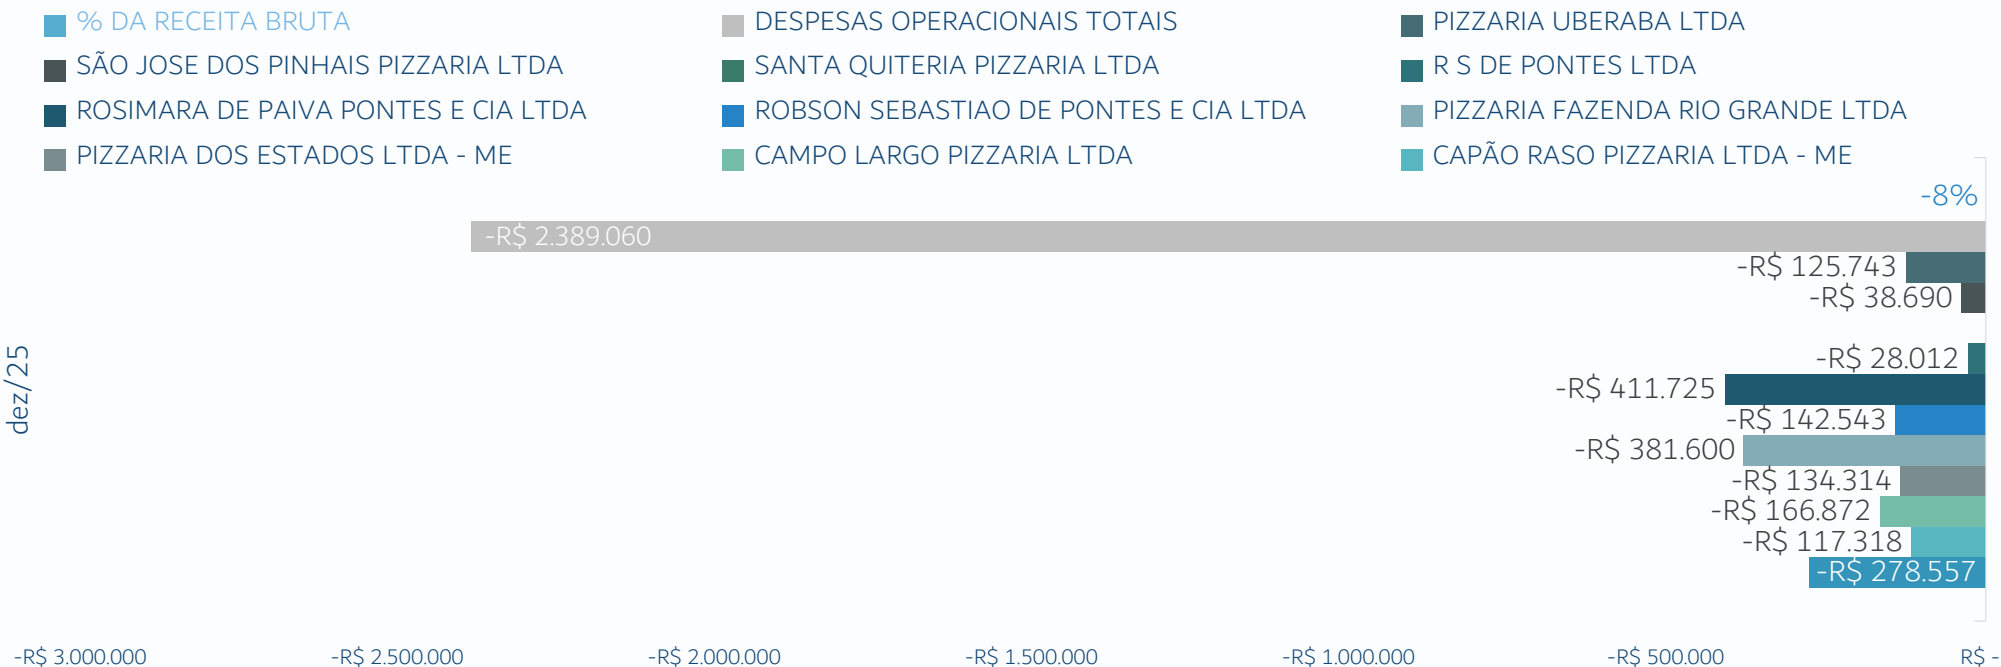 % DA RECEITA BRUTA DESPESAS OPERACIONAIS TOTAIS PIZZARIA UBERABA LTDA
SÃO JOSE DOS PINHAIS PIZZARIA LTDA SANTA QUITERIA PIZZARIA LTDA R S DE PONTES LTDA
ROSIMARA DE PAIVA PONTES E CIA LTDA ROBSON SEBASTIAO DE PONTES E CIA LTDA PIZZARIA FAZENDA RIO GRANDE LTDA
PIZZARIA DOS ESTADOS LTDA - ME CAMPO LARGO PIZZARIA LTDA CAPÃO RASO PIZZARIA LTDA - ME
-8%
-R$ 2.389.060
-R$ 125.743
-R$ 38.690
-R$ 28.012
-R$ 411.725
-R$ 142.543
-R$ 381.600
-R$ 134.314
-R$ 166.872
-R$ 117.318
-R$ 278.557
dez/25
-R$ 3.000.000 -R$ 2.500.000 -R$ 2.000.000 -R$ 1.500.000 -R$ 1.000.000 -R$ 500.000 R$ -